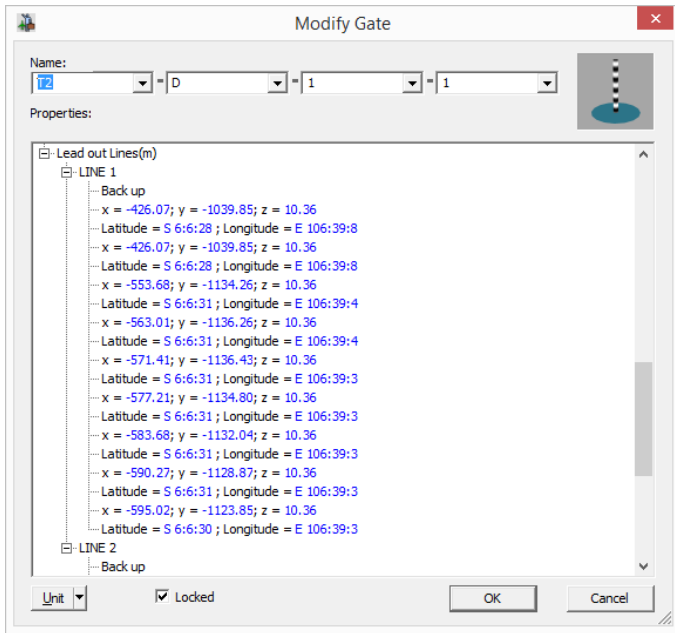 Modify Gate
Name:
T2 = D = 1 = 1
Properties:
Lead out Lines(m)
LINE 1
Back up
x = -426.07; y = -1039.85; z = 10.36
Latitude = S 6:6:28 ; Longitude = E 106:39:8
x = -426.07; y = -1039.85; z = 10.36
Latitude = S 6:6:28 ; Longitude = E 106:39:8
x = -553.68; y = -1134.26; z = 10.36
Latitude = S 6:6:31 ; Longitude = E 106:39:4
x = -563.01; y = -1136.26; z = 10.36
Latitude = S 6:6:31 ; Longitude = E 106:39:4
x = -571.41; y = -1136.43; z = 10.36
Latitude = S 6:6:31 ; Longitude = E 106:39:3
x = -577.21; y = -1134.80; z = 10.36
Latitude = S 6:6:31 ; Longitude = E 106:39:3
x = -583.68; y = -1132.04; z = 10.36
Latitude = S 6:6:31 ; Longitude = E 106:39:3
x = -590.27; y = -1128.87; z = 10.36
Latitude = S 6:6:31 ; Longitude = E 106:39:3
x = -595.02; y = -1123.85; z = 10.36
Latitude = S 6:6:30 ; Longitude = E 106:39:3
LINE 2
Back up
Unit Locked OK Cancel